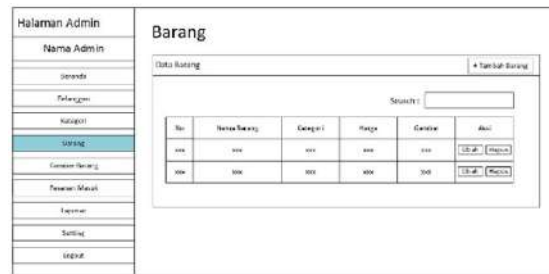 Halaman Admin
Nama Admin
Beranda
Pelanggan
Kategori
Barang
Gambar Barang
Pesanan Masuk
Laporan
Setting
Logout
Barang
Data Barang
+ Tambah Barang
Search :
No Nama Barang Kategori Harga Gambar Aksi
xxx xxx xxx xxx xxx Ubah Hapus
xxx xxx xxx xxx xxx Ubah Hapus